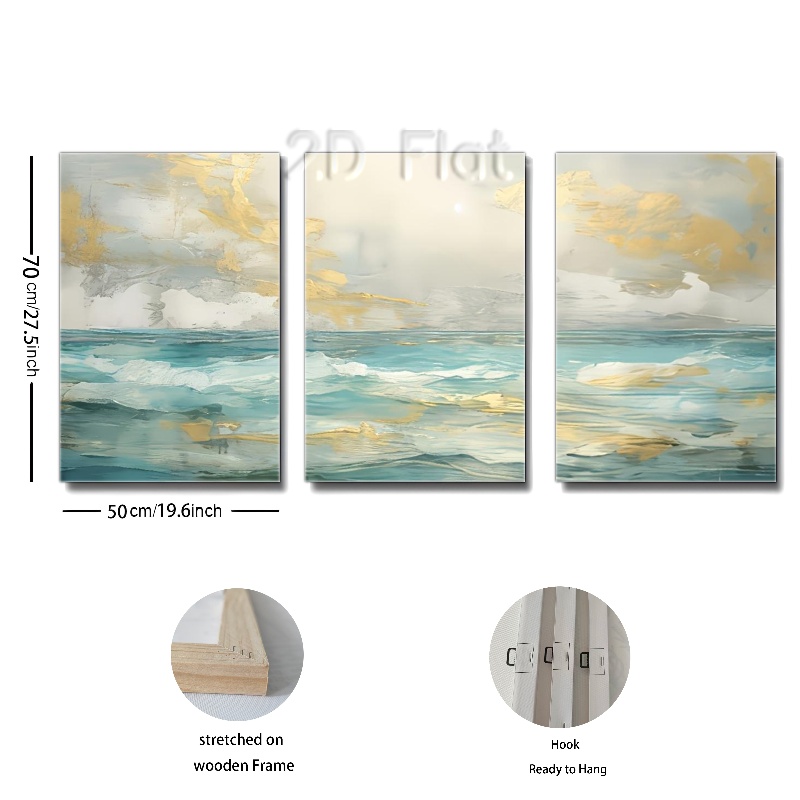 2D Flat
70 cm/27.5inch
50cm/19.6inch
stretched on
wooden Frame
Hook
Ready to Hang